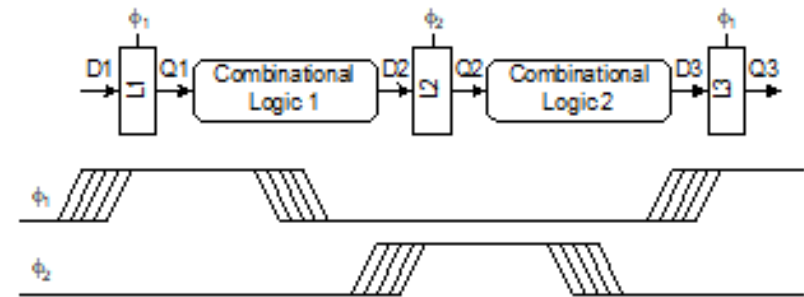 ϕ₁ ϕ₂ ϕ₁
D1 L1 Q1 Combinational Logic 1 D2 L2 Q2 Combinational Logic 2 D3 L3 Q3
ϕ₁
ϕ₂